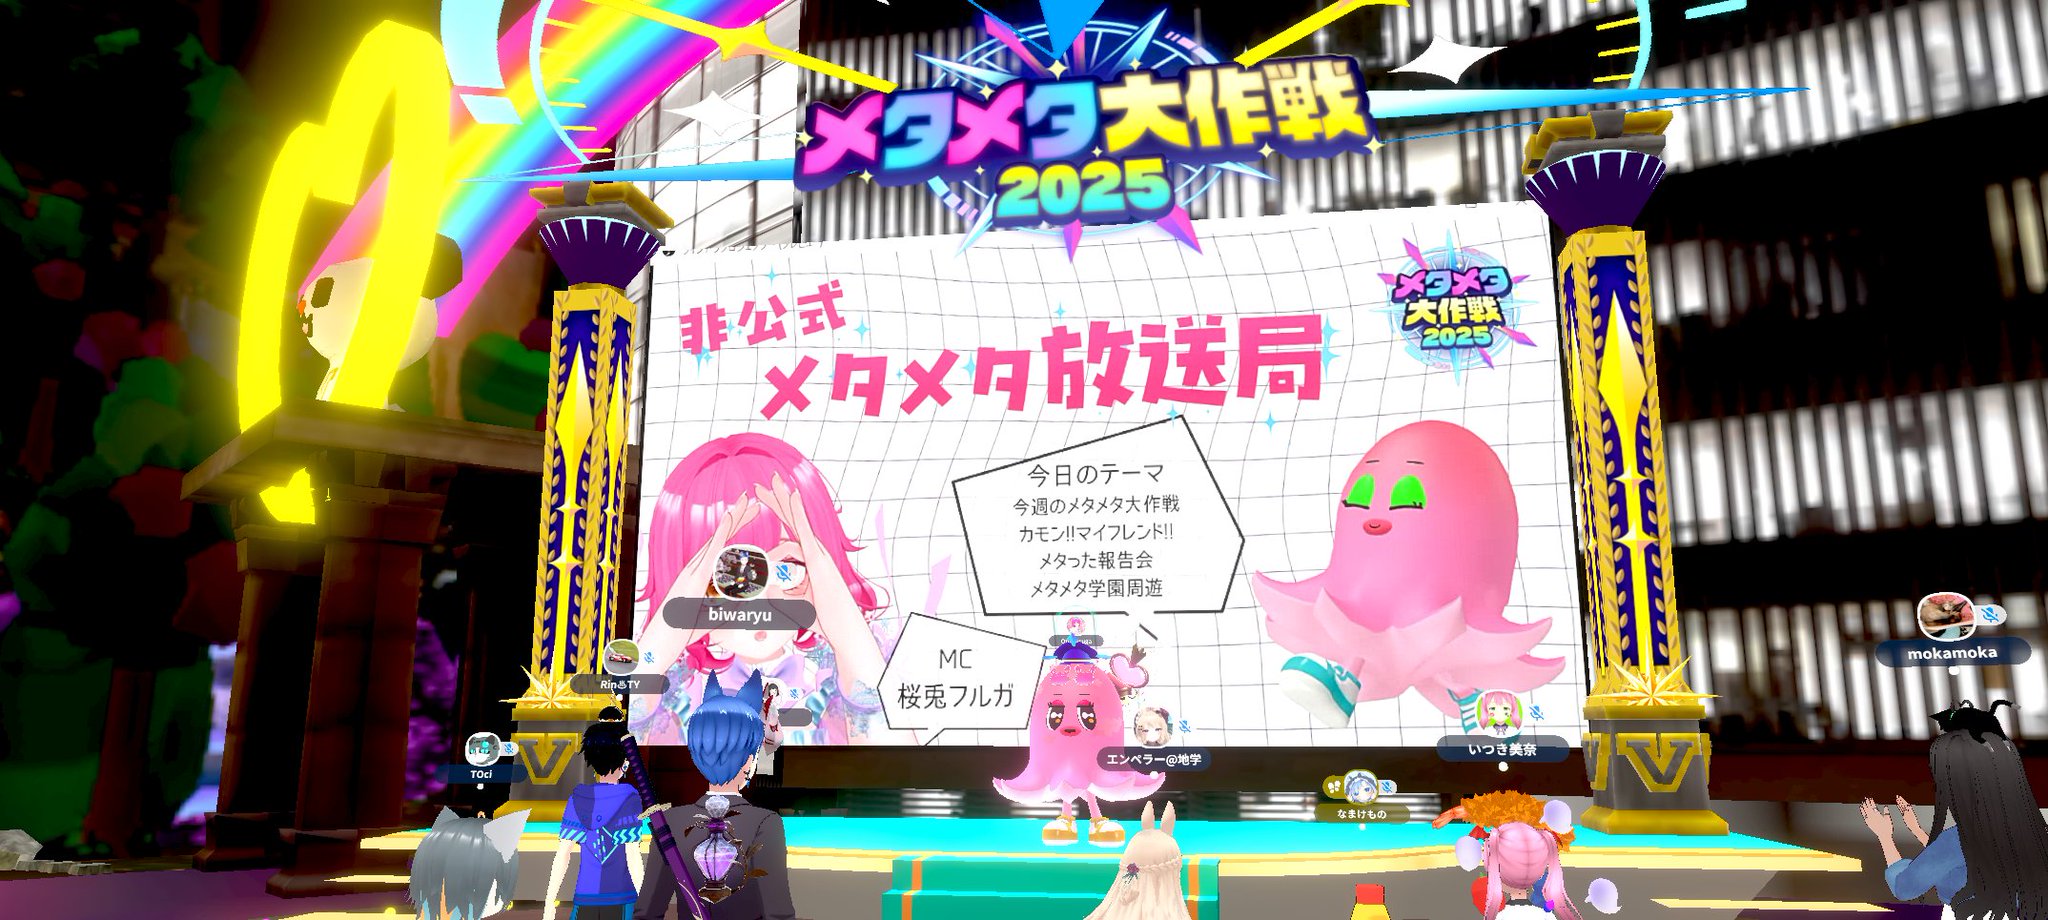 メタメタ大作戦
2025
非公式
メタメタ放送局
メタメタ
大作戦
2025
今日のテーマ
今週のメタメタ大作戦
カモン!!マイフレンド!!
メタった報告会
メタメタ学園周遊
MC
桜兎フルガ
biwaryu
Rin♨TY
TOci
エンペラー@地学
いつき美奈
なまけもの
mokamoka
V
V